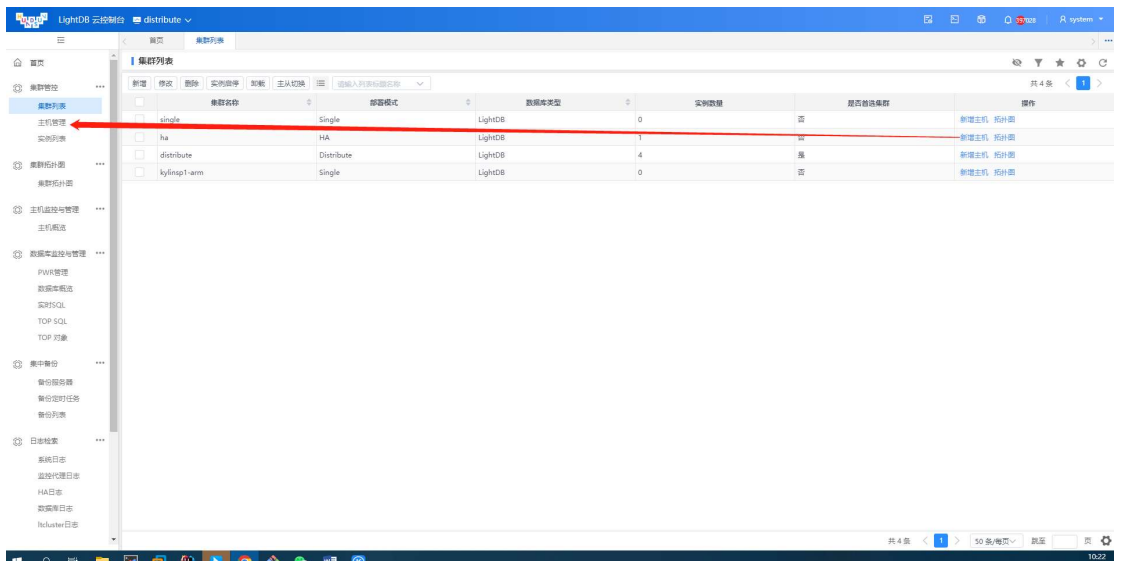 LightDB 云控制台 distribute
system
首页 集群列表
首页
集群列表
集群管控
新增 修改 删除 实例启停 卸载 主从切换 请输入列表标题名称
共 4 条 1
集群列表
集群名称 部署模式 数据库类型 实例数量 是否首选集群 操作
主机管理
single Single LightDB 0 否 新增主机 拓扑图
实例列表
ha HA LightDB 1 否 新增主机 拓扑图
distribute Distribute LightDB 4 是 新增主机 拓扑图
集群拓扑图
kylinsp1-arm Single LightDB 0 否 新增主机 拓扑图
集群拓扑图
主机监控与管理
主机概览
数据库监控与管理
PWR管理
数据库概览
实时SQL
TOP SQL
TOP 对象
集中备份
备份服务器
备份定时任务
备份列表
日志检索
系统日志
监控代理日志
HA日志
数据库日志
ltcluster日志
共 4 条 1 50 条/每页 跳至 页
10:22